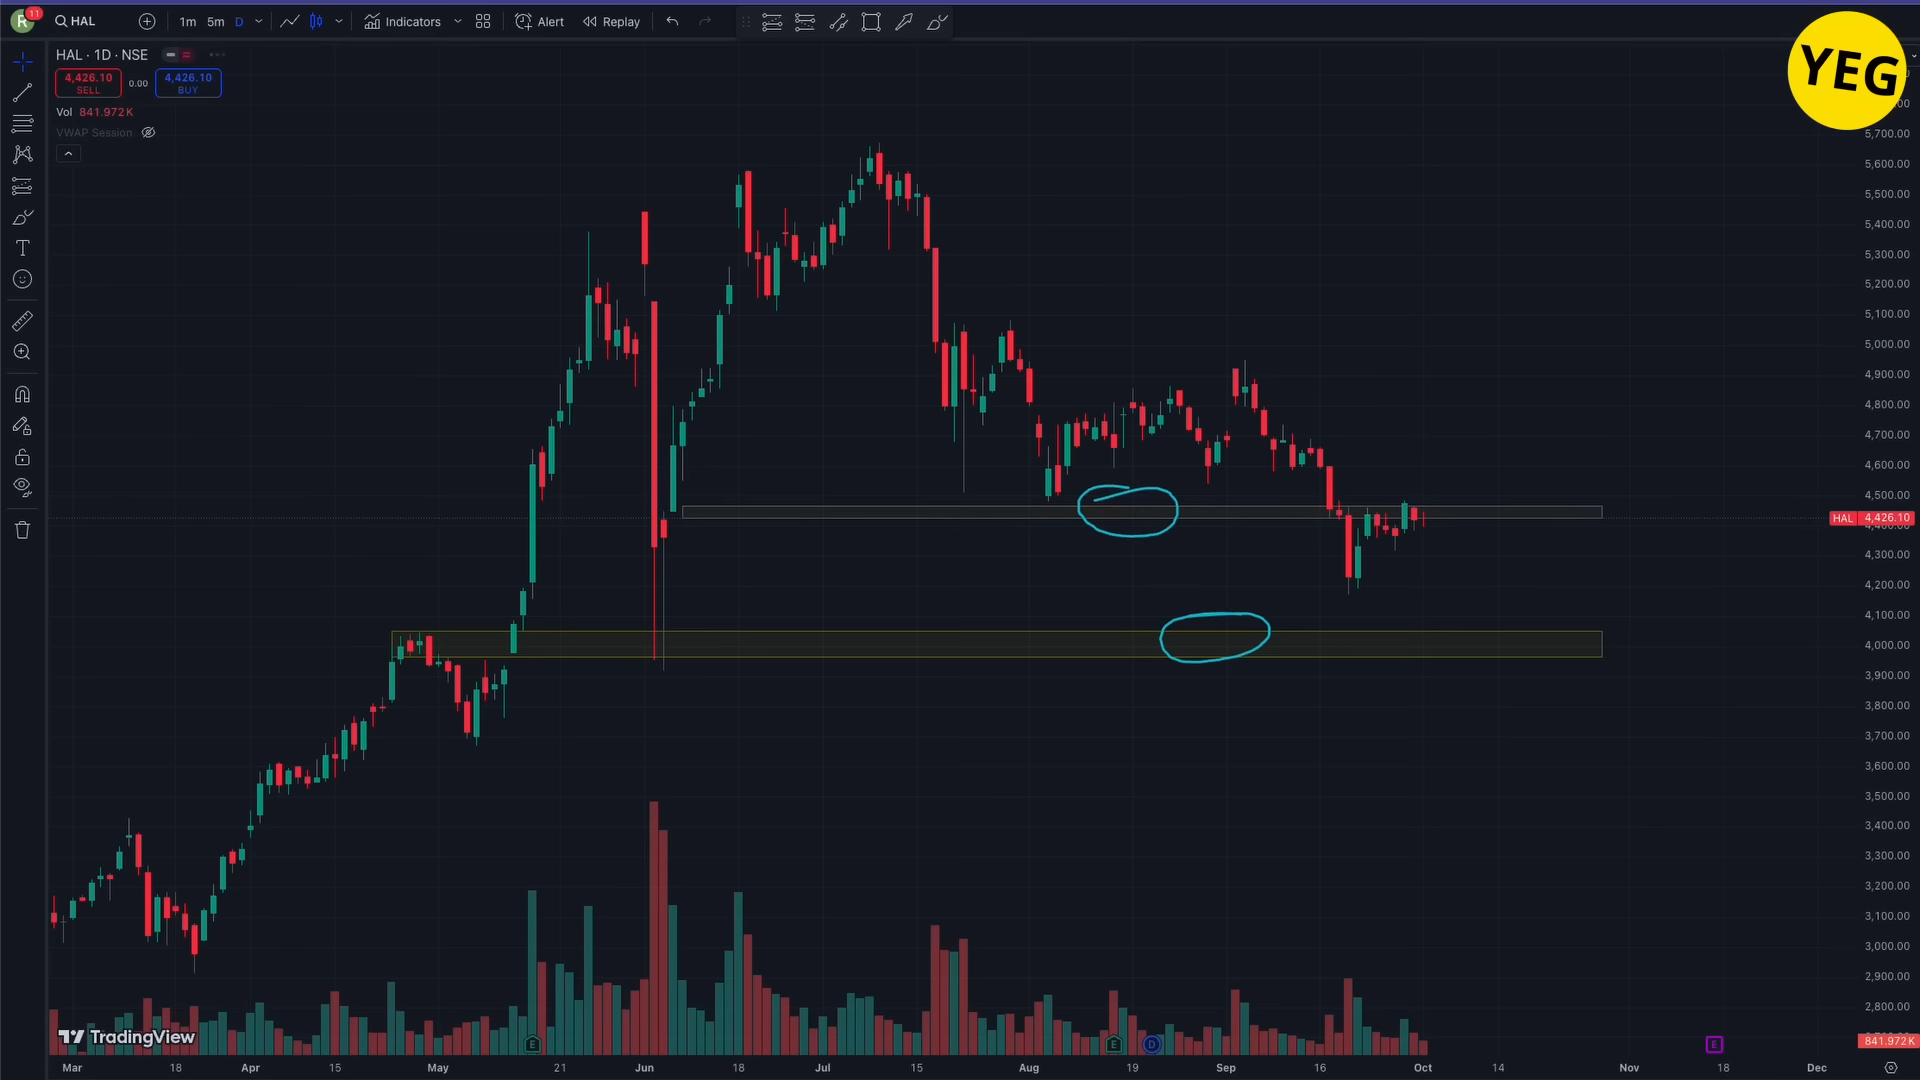 R 11 HAL 1m 5m D Indicators Alert Replay
YEG
HAL · 1D · NSE
4,426.10 SELL 0.00 4,426.10 BUY
Vol 841.972K
VWAP Session
5,700.00
5,600.00
5,500.00
5,400.00
5,300.00
5,200.00
5,100.00
5,000.00
4,900.00
4,800.00
4,700.00
4,600.00
4,500.00
HAL 4,426.10
4,400.00
4,300.00
4,200.00
4,100.00
4,000.00
3,900.00
3,800.00
3,700.00
3,600.00
3,500.00
3,400.00
3,300.00
3,200.00
3,100.00
3,000.00
2,900.00
2,800.00
841.972K
TradingView
E E D E
Mar 18 Apr 15 May 21 Jun 18 Jul 15 Aug 19 Sep 16 Oct 14 Nov 18 Dec